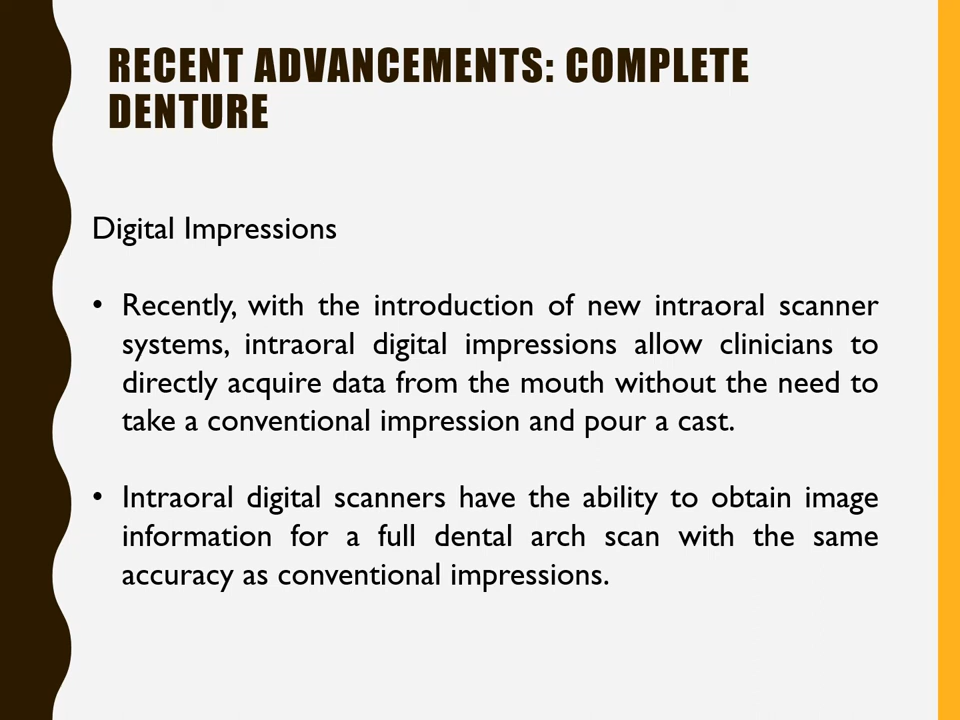 RECENT ADVANCEMENTS: COMPLETE
DENTURE
Digital Impressions
• Recently, with the introduction of new intraoral scanner
systems, intraoral digital impressions allow clinicians to
directly acquire data from the mouth without the need to
take a conventional impression and pour a cast.
• Intraoral digital scanners have the ability to obtain image
information for a full dental arch scan with the same
accuracy as conventional impressions.